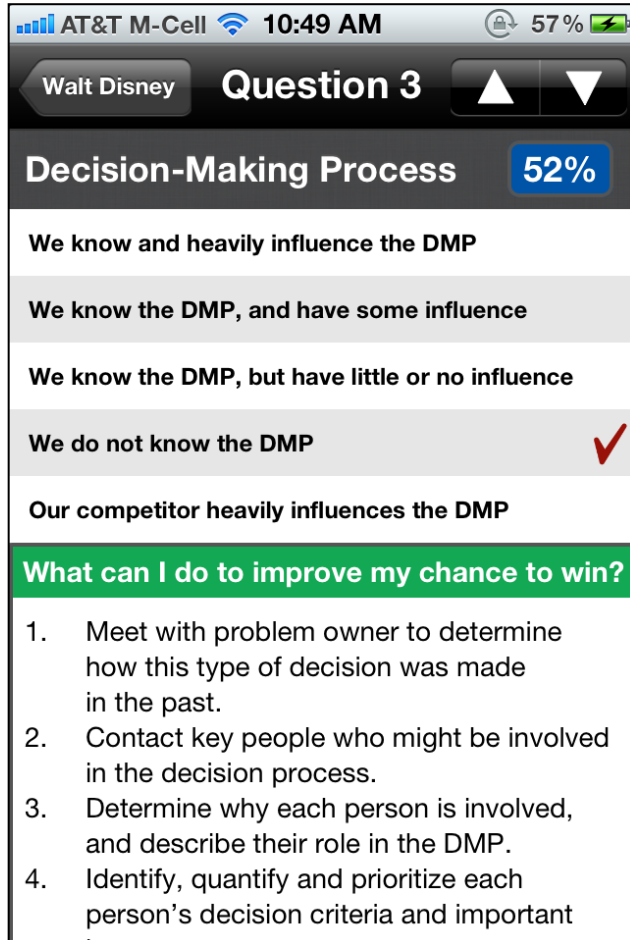 AT&T M-Cell 10:49 AM 57%
Walt Disney Question 3
Decision-Making Process 52%
We know and heavily influence the DMP
We know the DMP, and have some influence
We know the DMP, but have little or no influence
We do not know the DMP
Our competitor heavily influences the DMP
What can I do to improve my chance to win?
1. Meet with problem owner to determine
how this type of decision was made
in the past.
2. Contact key people who might be involved
in the decision process.
3. Determine why each person is involved,
and describe their role in the DMP.
4. Identify, quantify and prioritize each
person's decision criteria and important